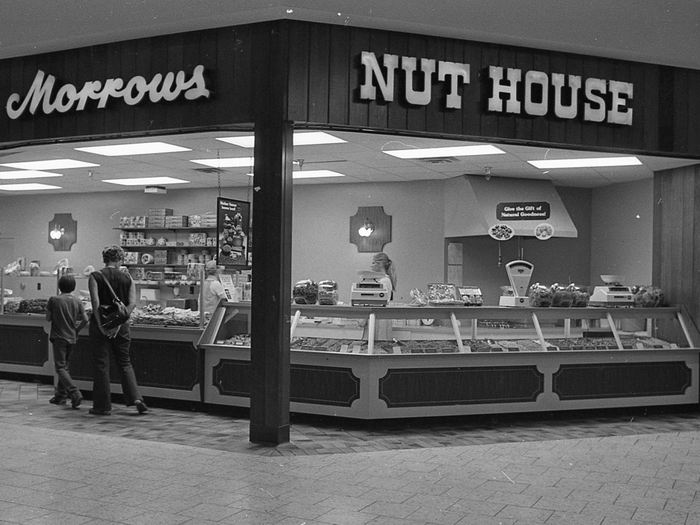 Morrows
NUT HOUSE
Give the Gift of
Natural Goodness!